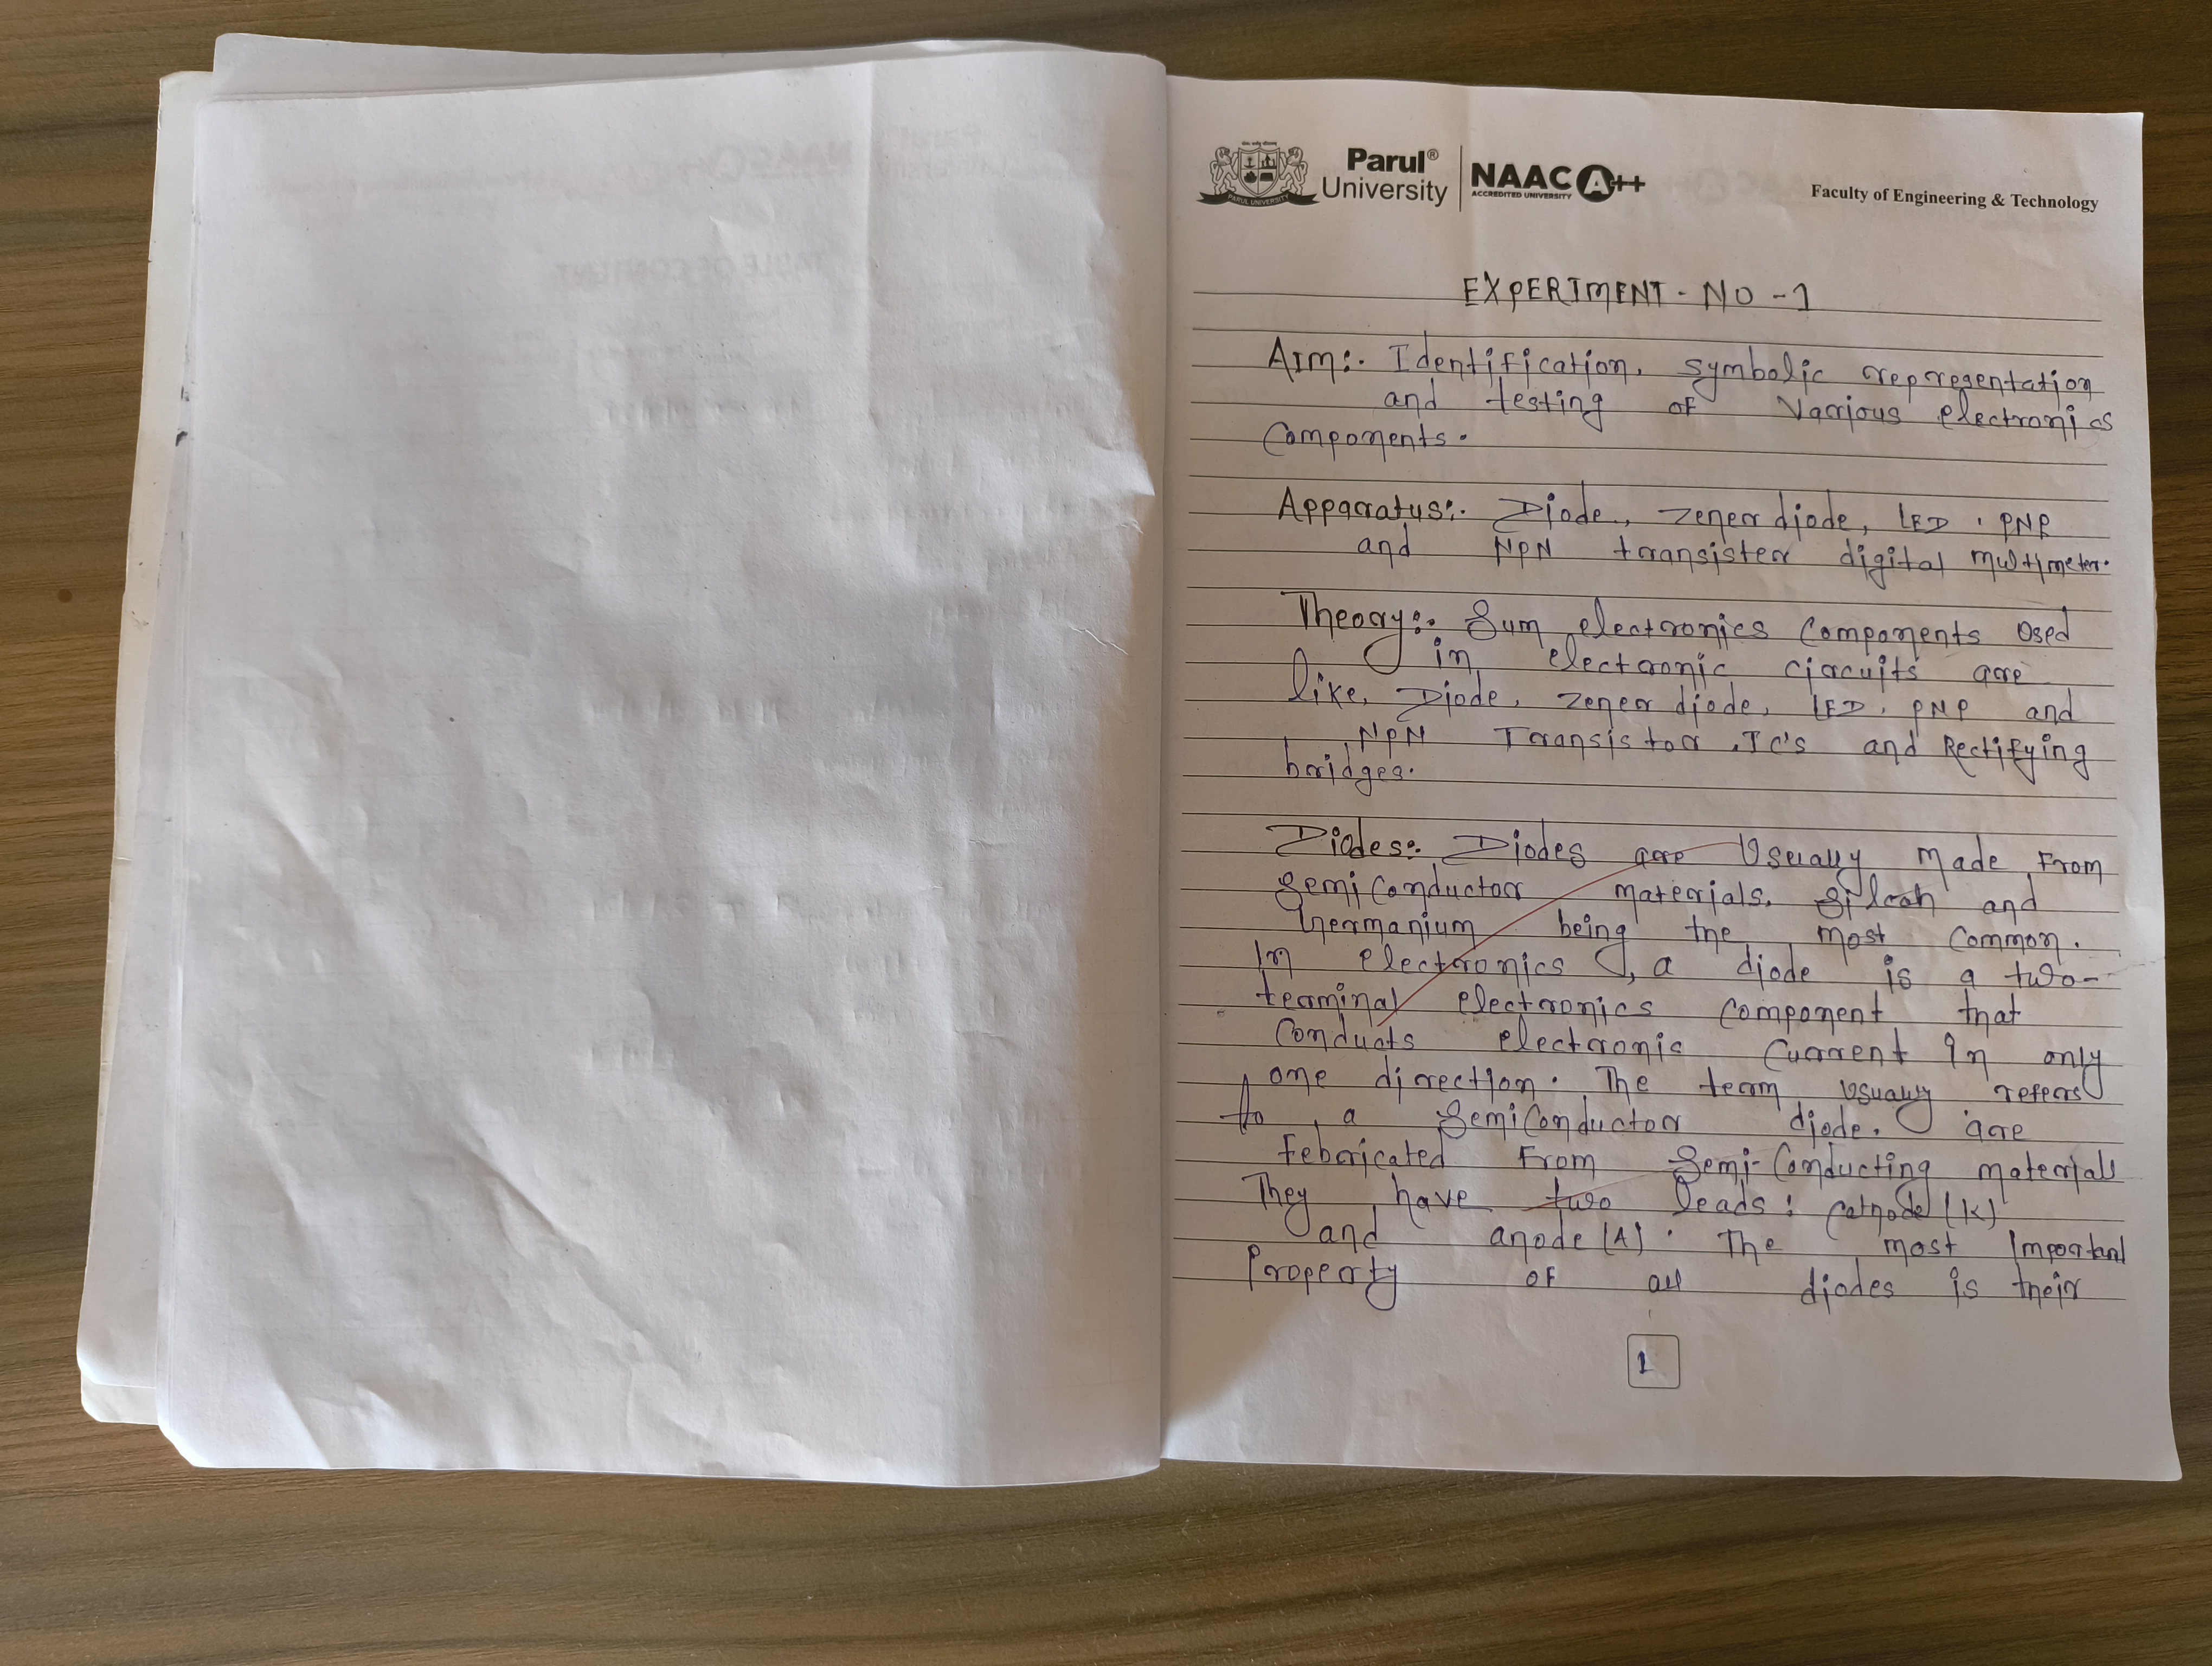 Parul®
University
NAAC A++
ACCREDITED UNIVERSITY
PARUL UNIVERSITY
Faculty of Engineering & Technology
EXPERIMENT - NO - 1
AIM:- Identification, symbolic representation
and testing of Various electronics
Components.
Apparatus:- Diode, zener diode, LED, PNP
and NPN transister digital multimeter.
Theory:- Sum electronics Components Used
in electronic circuits are
like, Diode, zener diode, LED, PNP and
NPN Transistor, IC's and Rectifying
bridges.
Diodes:- Diodes are Usually Made From
Semi Conductor materials. Silcon and
Germanium being the most Common.
In electronics, a diode is a two-
terminal electronics Component that
Conducts electronic Current In only
one direction. The term Usually refers
to a SemiConductor diode. are
Febricated From Semi-Conducting materials
They have two leads: Cathode (K)
and anode (A). The most Important
Property of all diodes is their
1